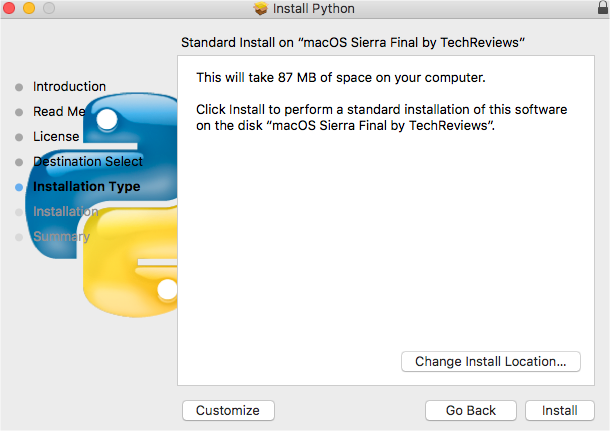 Install Python
Standard Install on “macOS Sierra Final by TechReviews”
Introduction
Read Me
License
Destination Select
Installation Type
Installation
Summary
This will take 87 MB of space on your computer.
Click Install to perform a standard installation of this software
on the disk “macOS Sierra Final by TechReviews”.
Change Install Location...
Customize
Go Back
Install